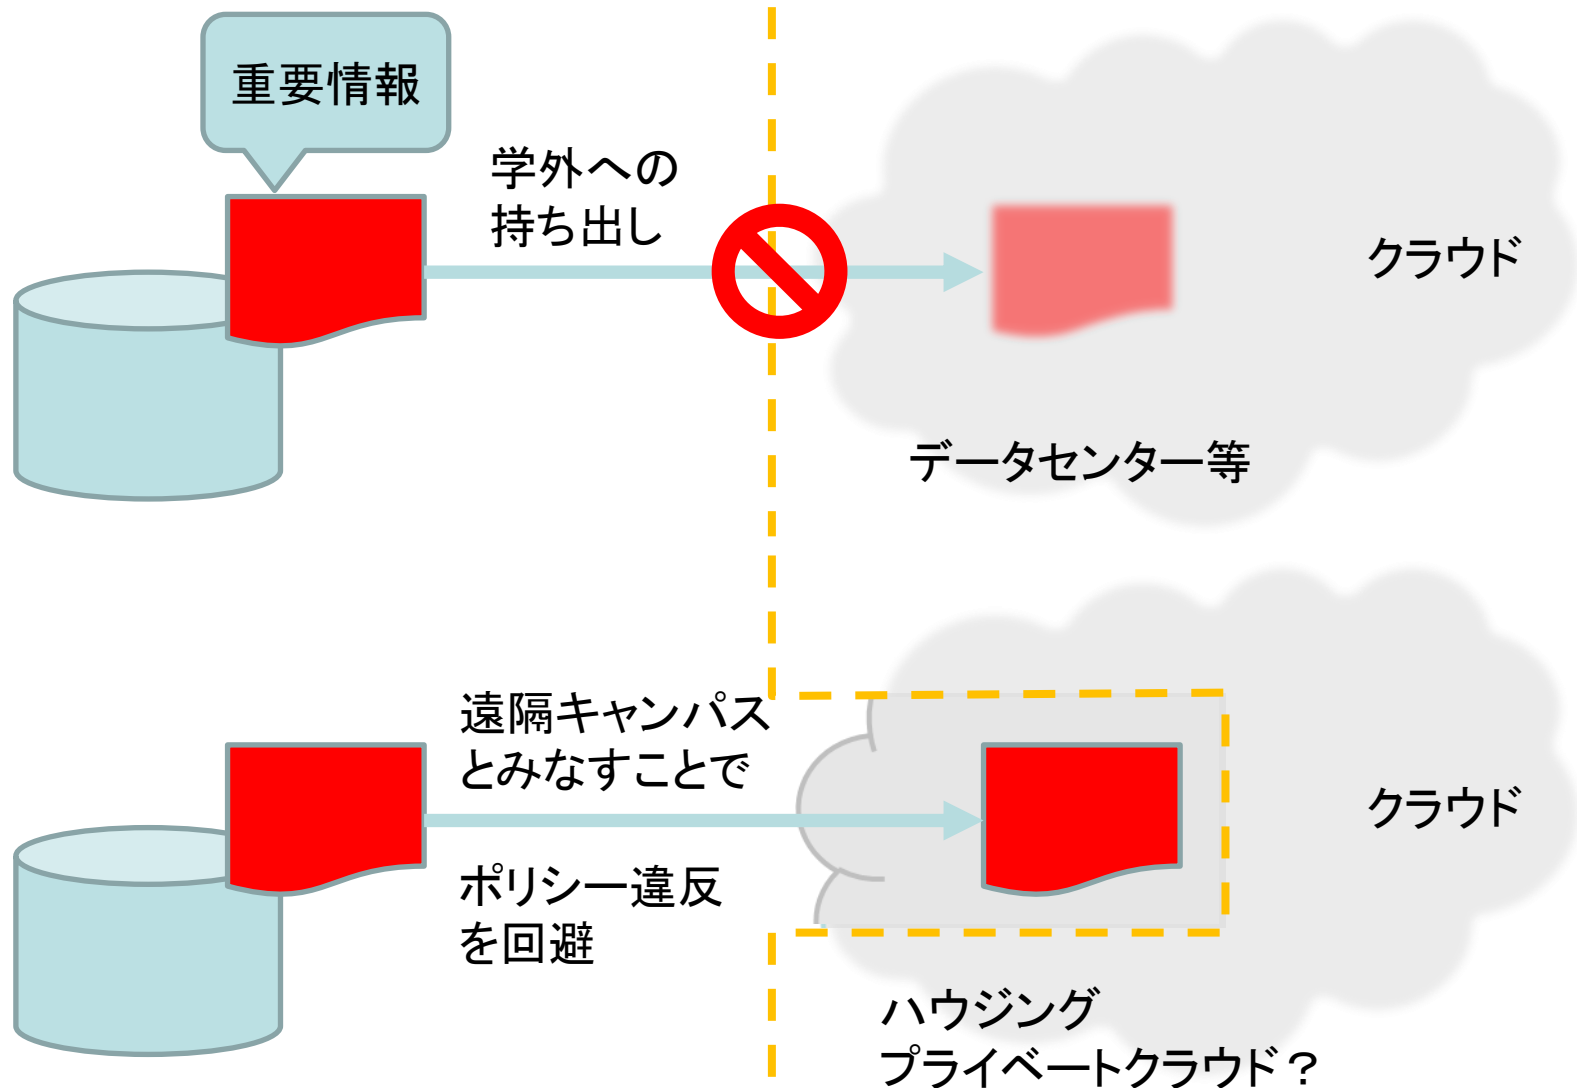 重要情報
学外への
持ち出し
クラウド
データセンター等
遠隔キャンパス
とみなすことで
クラウド
ポリシー違反
を回避
ハウジング
プライベートクラウド？